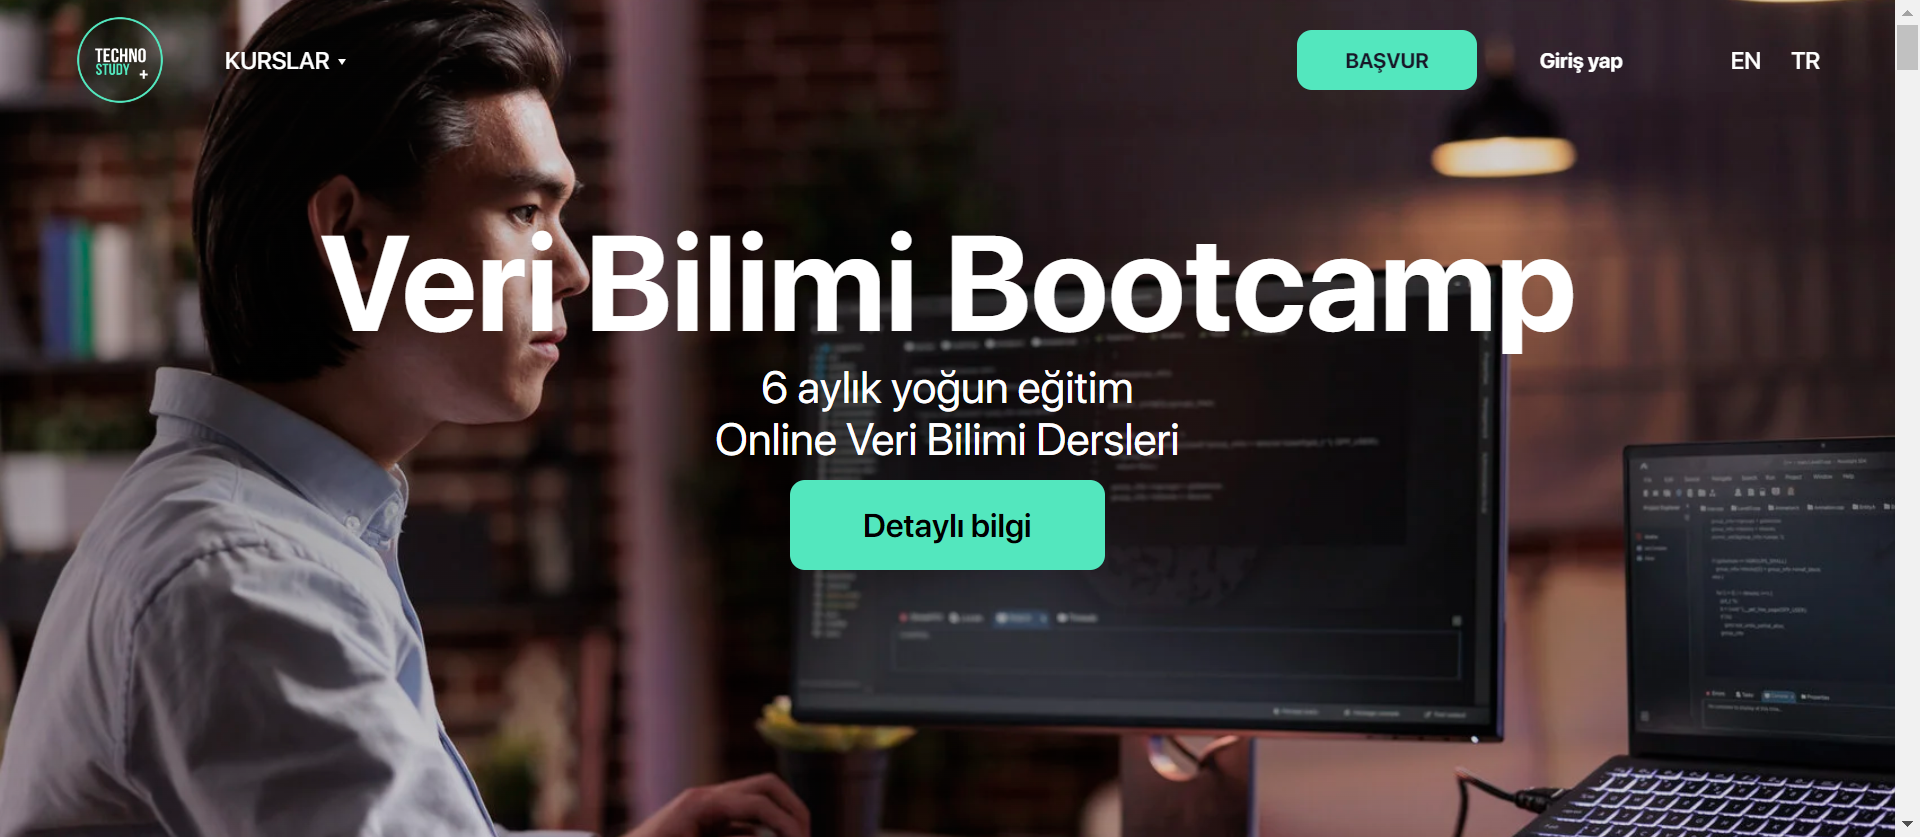 TECHNO
STUDY
KURSLAR
BAŞVUR
Giriş yap
EN
TR
Veri Bilimi Bootcamp
6 aylık yoğun eğitim
Online Veri Bilimi Dersleri
Detaylı bilgi